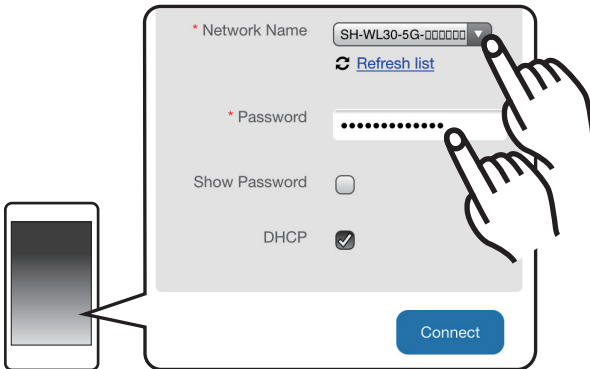 * Network Name
SH-WL30-5G-□□□□□□
Refresh list
* Password
•••••••••••••
Show Password
DHCP
Connect